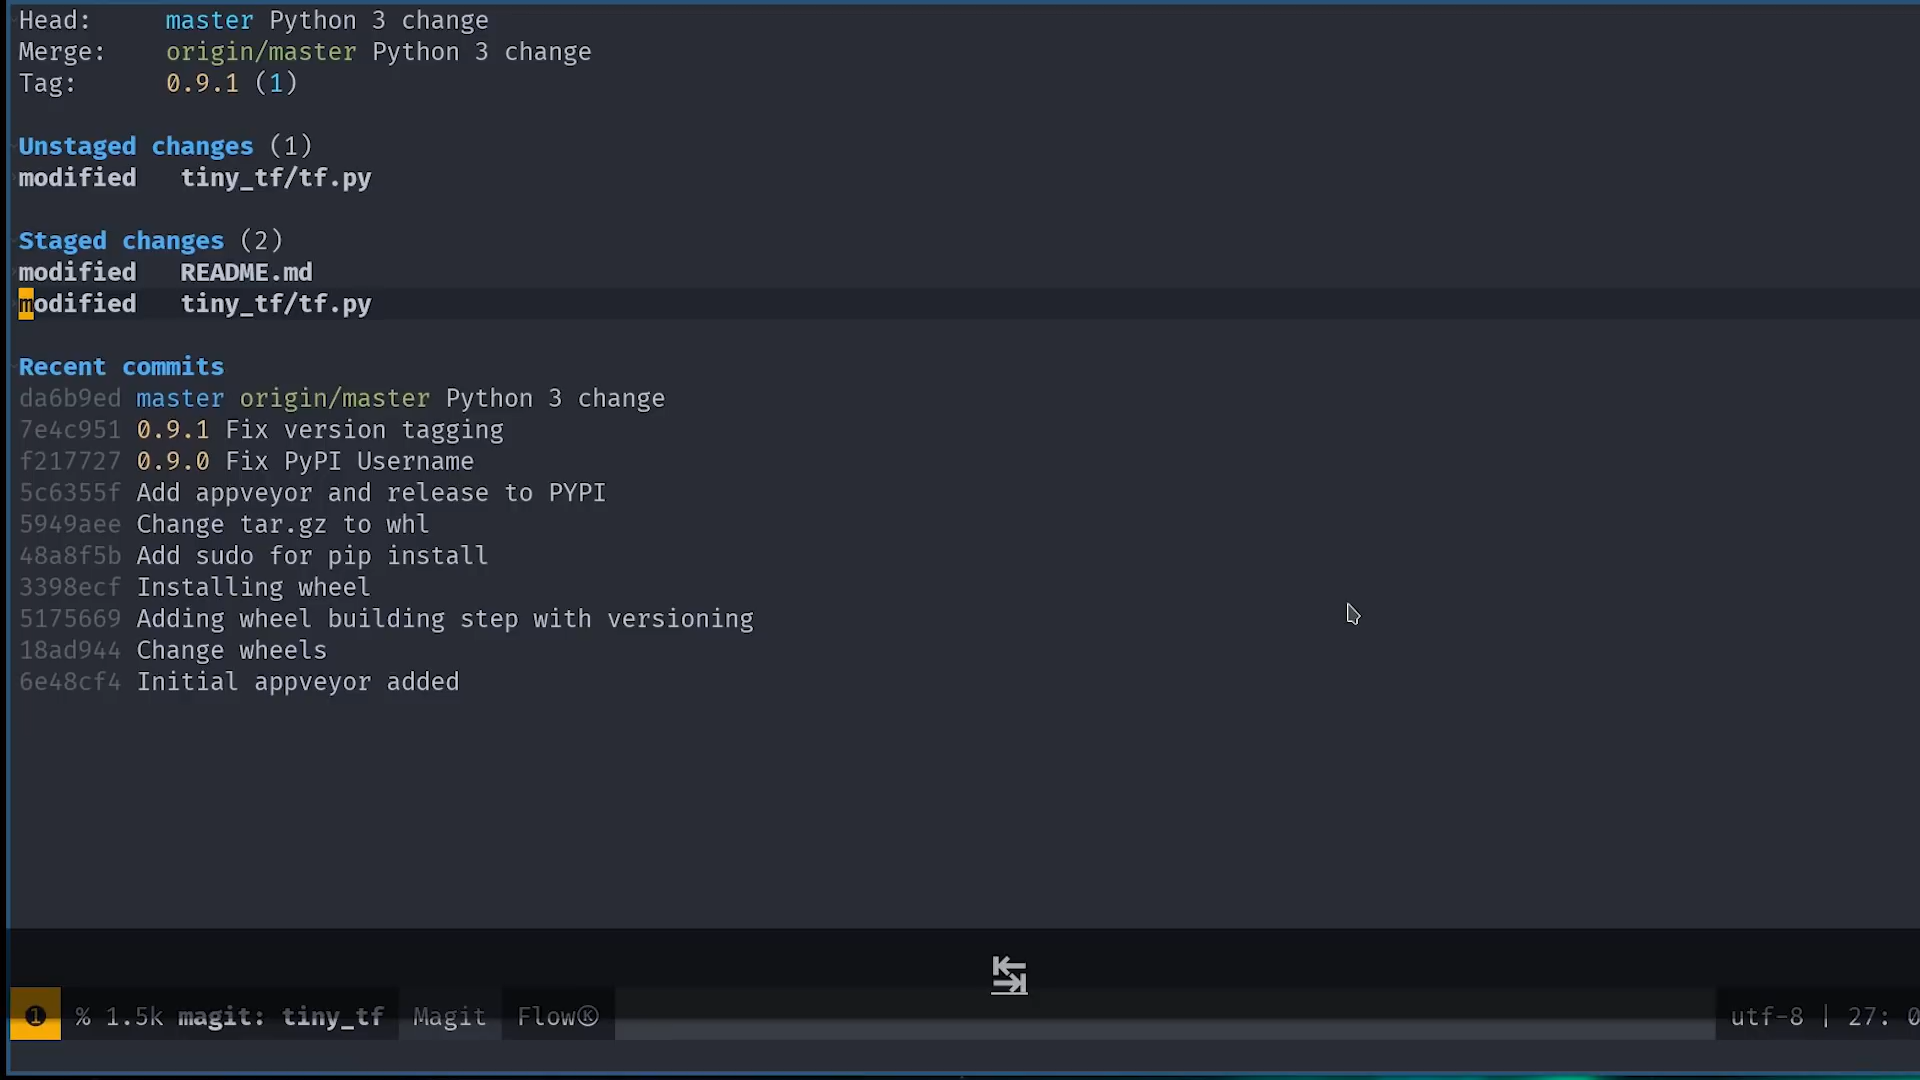 Head:     master Python 3 change
Merge:    origin/master Python 3 change
Tag:      0.9.1 (1)
Unstaged changes (1)
modified   tiny_tf/tf.py
Staged changes (2)
modified   README.md
modified   tiny_tf/tf.py
Recent commits
da6b9ed master origin/master Python 3 change
7e4c951 0.9.1 Fix version tagging
f217727 0.9.0 Fix PyPI Username
5c6355f Add appveyor and release to PYPI
5949aee Change tar.gz to whl
48a8f5b Add sudo for pip install
3398ecf Installing wheel
5175669 Adding wheel building step with versioning
18ad944 Change wheels
6e48cf4 Initial appveyor added
❶ % 1.5k magit: tiny_tf Magit FlowⓀ utf-8 | 27: 0